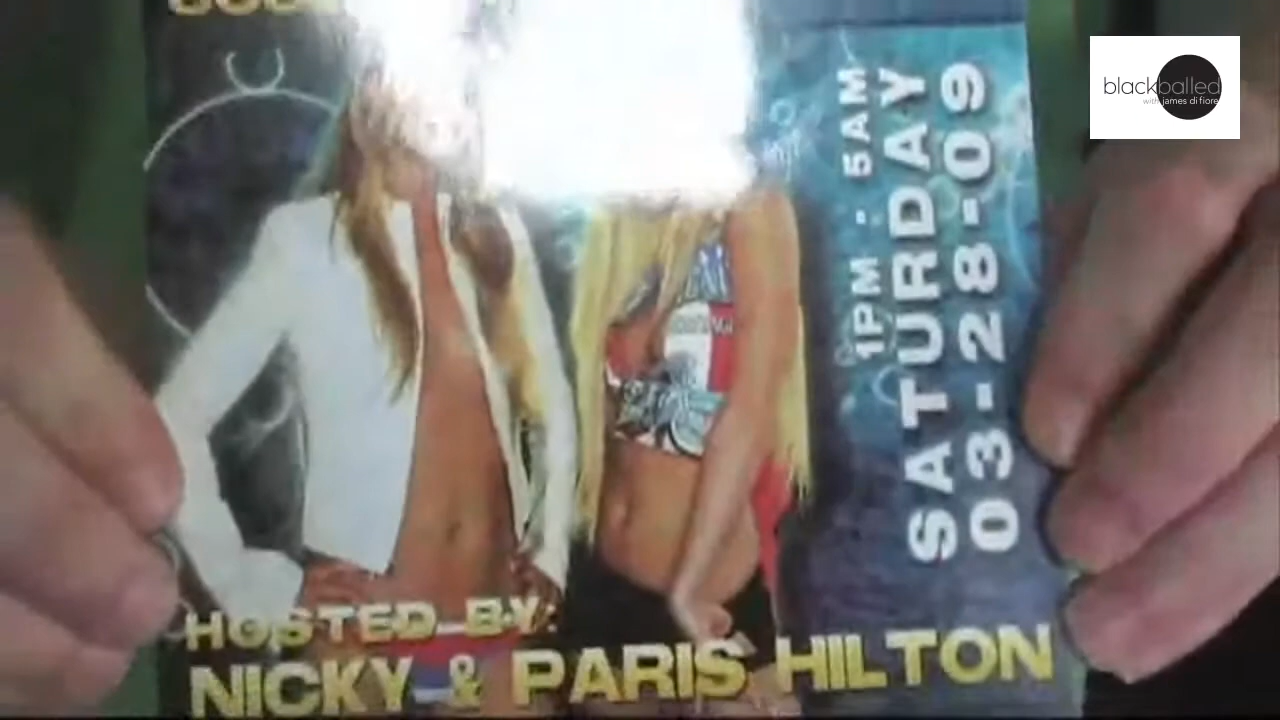 blackballed
with james di fiore
1PM - 5AM
SATURDAY
03-28-09
HOSTED BY:
NICKY & PARIS HILTON